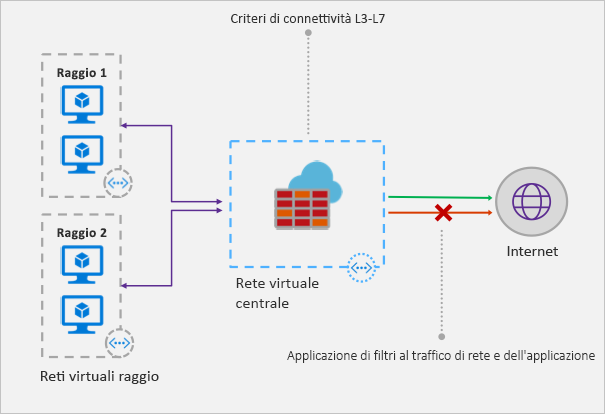 Criteri di connettività L3-L7
Raggio 1
Raggio 2
Reti virtuali raggio
Rete virtuale
centrale
Internet
Applicazione di filtri al traffico di rete e dell'applicazione